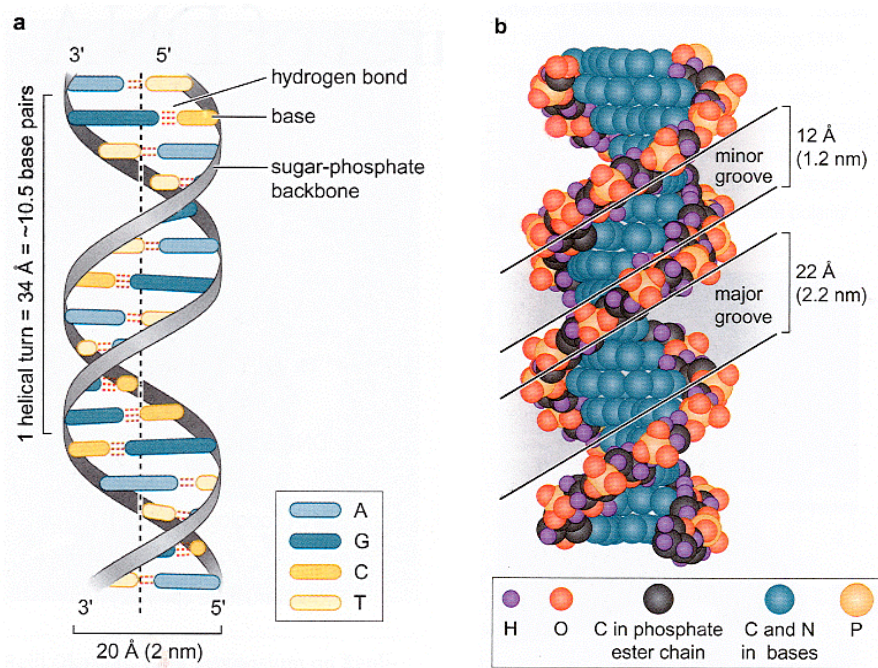 a
3' 5'
hydrogen bond
base
sugar-phosphate
backbone
1 helical turn = 34 Å = ~10.5 base pairs
3' 5'
20 Å (2 nm)
A
G
C
T
b
12 Å
(1.2 nm)
minor
groove
22 Å
(2.2 nm)
major
groove
H O C in phosphate C and N P
ester chain in bases